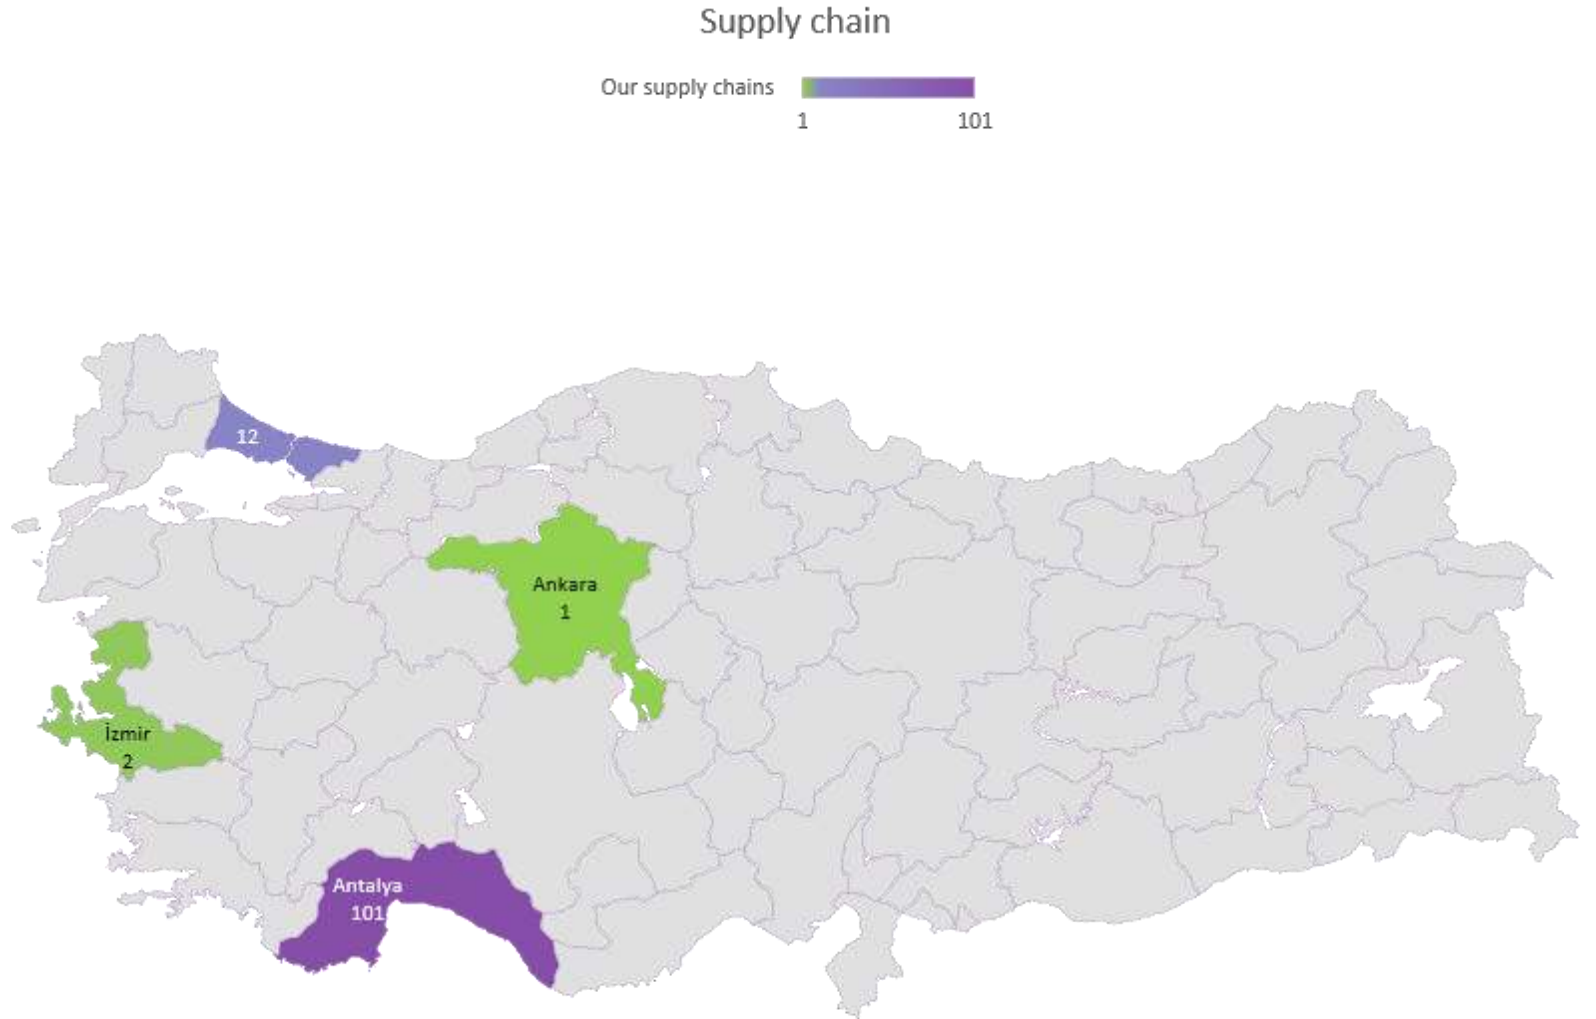 Supply chain
Our supply chains
1 101
12
Ankara
1
İzmir
2
Antalya
101